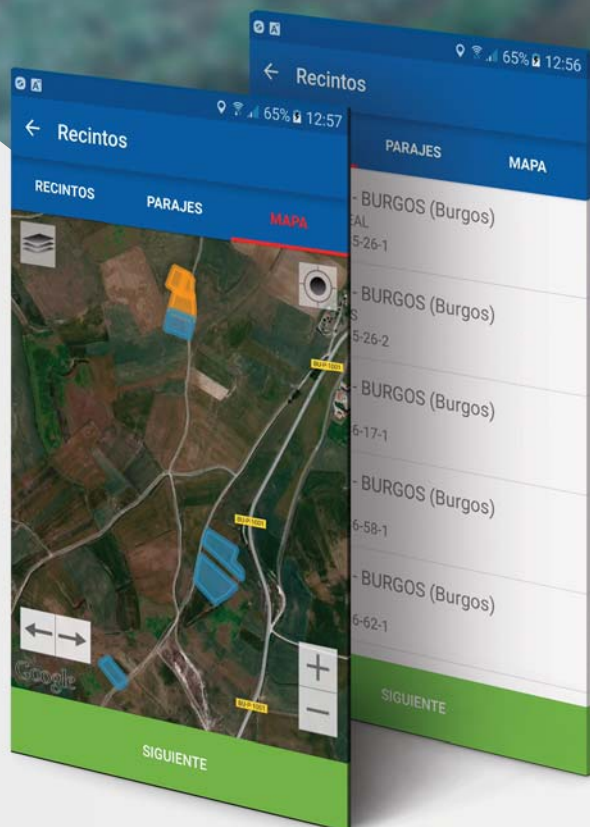 65% 12:57
← Recintos
RECINTOS PARAJES MAPA
BU-P-1001
BU-P-1001
BU-P-1001
Google
SIGUIENTE
65% 12:56
← Recintos
PARAJES MAPA
- BURGOS (Burgos)
EAL
5-26-1
- BURGOS (Burgos)
S
5-26-2
- BURGOS (Burgos)
6-17-1
- BURGOS (Burgos)
6-58-1
- BURGOS (Burgos)
6-62-1
SIGUIENTE